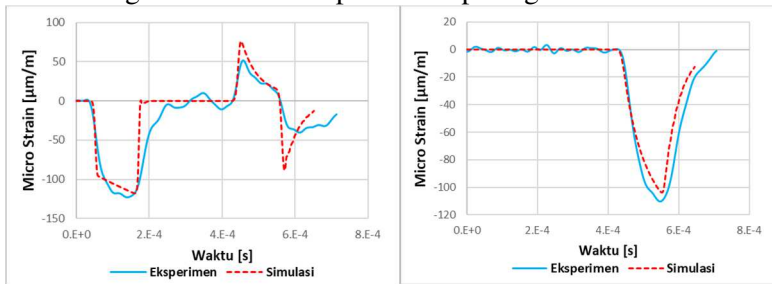 100
50
0
-50
-100
-150
Micro Strain [µm/m]
0.E+0 2.E-4 4.E-4 6.E-4 8.E-4
Waktu [s]
Eksperimen Simulasi
20
0
-20
-40
-60
-80
-100
-120
Micro Strain [µm/m]
0.E+0 2.E-4 4.E-4 6.E-4 8.E-4
Waktu [s]
Eksperimen Simulasi